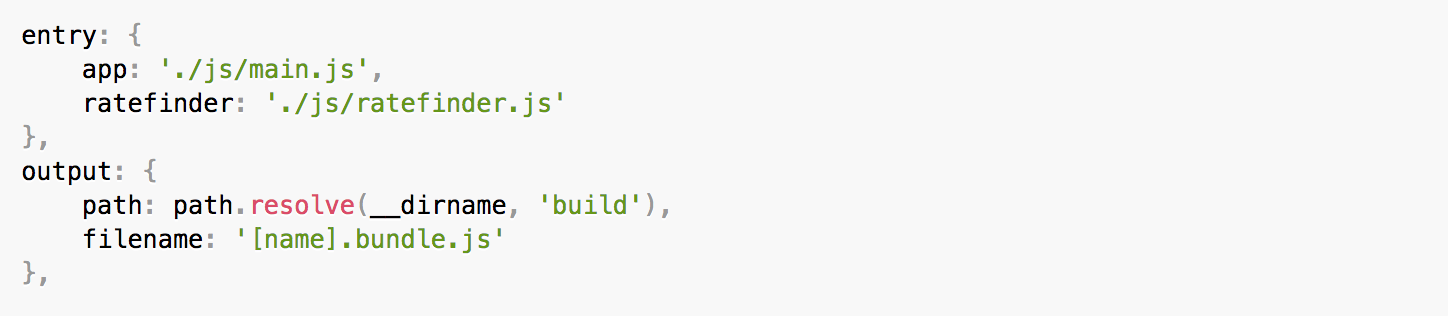 entry: {
    app: './js/main.js',
    ratefinder: './js/ratefinder.js'
},
output: {
    path: path.resolve(__dirname, 'build'),
    filename: '[name].bundle.js'
},